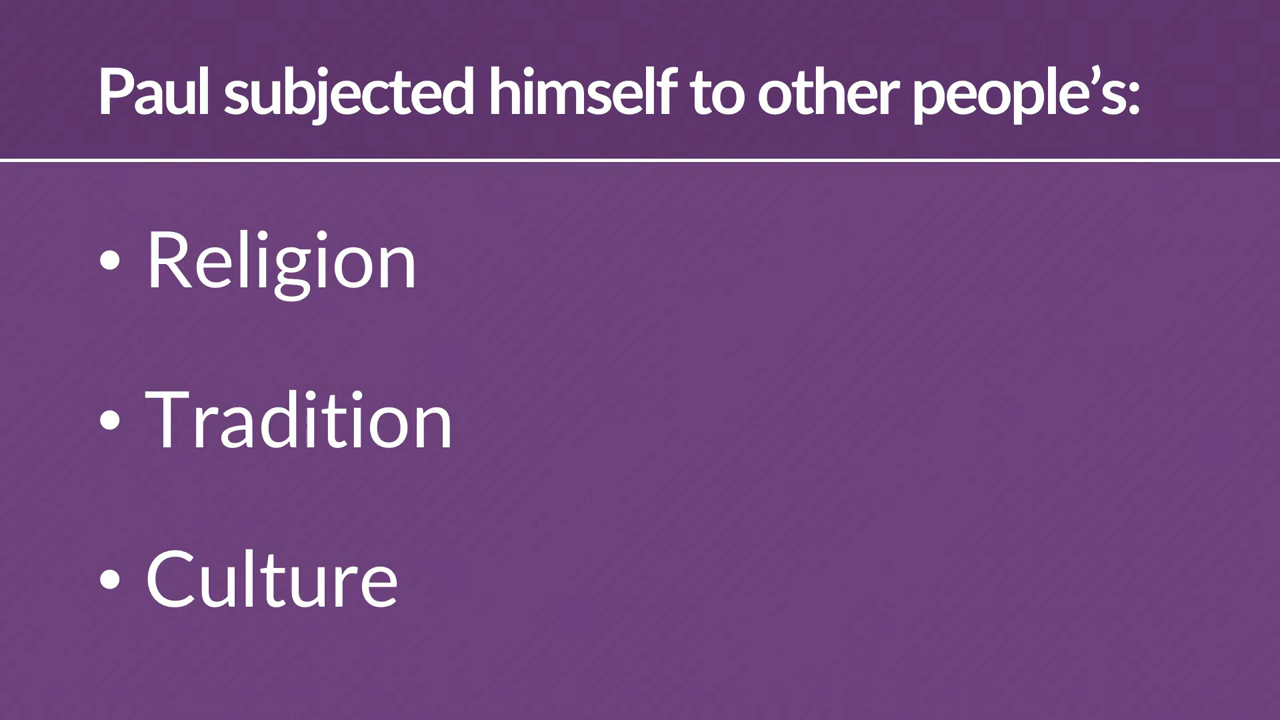 Paul subjected himself to other people’s:
• Religion
• Tradition
• Culture